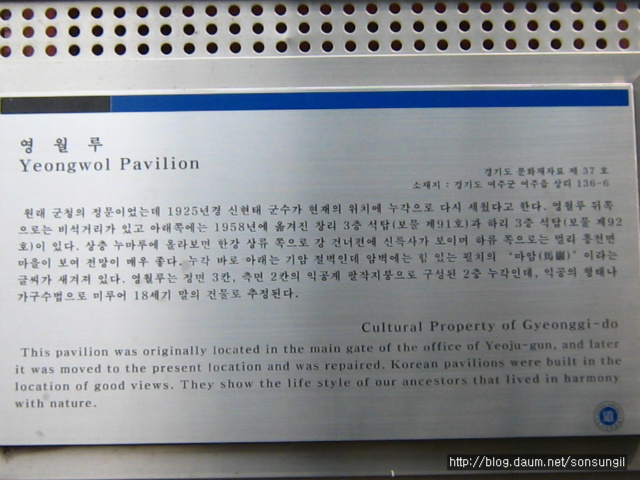 영 월 루
Yeongwol Pavilion
경기도 문화재자료 제 37 호
소재지 : 경기도 여주군 여주읍 상리 136-6
원래 군청의 정문이었는데 1925년경 신현태 군수가 현재의 위치에 누각으로 다시 세웠다고 한다. 영월루 뒤쪽
으로는 비석거리가 있고 아래쪽에는 1958년에 옮겨진 창리 3층 석탑(보물 제91호)과 하리 3층 석탑(보물 제92
호)이 있다. 상층 누마루에 올라보면 한강 상류 쪽으로 강 건너편에 신륵사가 보이며 하류 쪽으로는 멀리 흥천면
마을이 보여 전망이 매우 좋다. 누각 바로 아래는 기암 절벽인데 암벽에는 힘 있는 필치의 ‘마암(馬巖)’이라는
글씨가 새겨져 있다. 영월루는 정면 3칸, 측면 2칸의 익공계 팔작지붕으로 구성된 2층 누각인데, 익공의 형태나
가구수법으로 미루어 18세기 말의 건물로 추정된다.
Cultural Property of Gyeonggi-do
This pavilion was originally located in the main gate of the office of Yeoju-gun, and later
it was moved to the present location and was repaired. Korean pavilions were built in the
location of good views. They show the life style of our ancestors that lived in harmony
with nature.
http://blog.daum.net/sonsungil